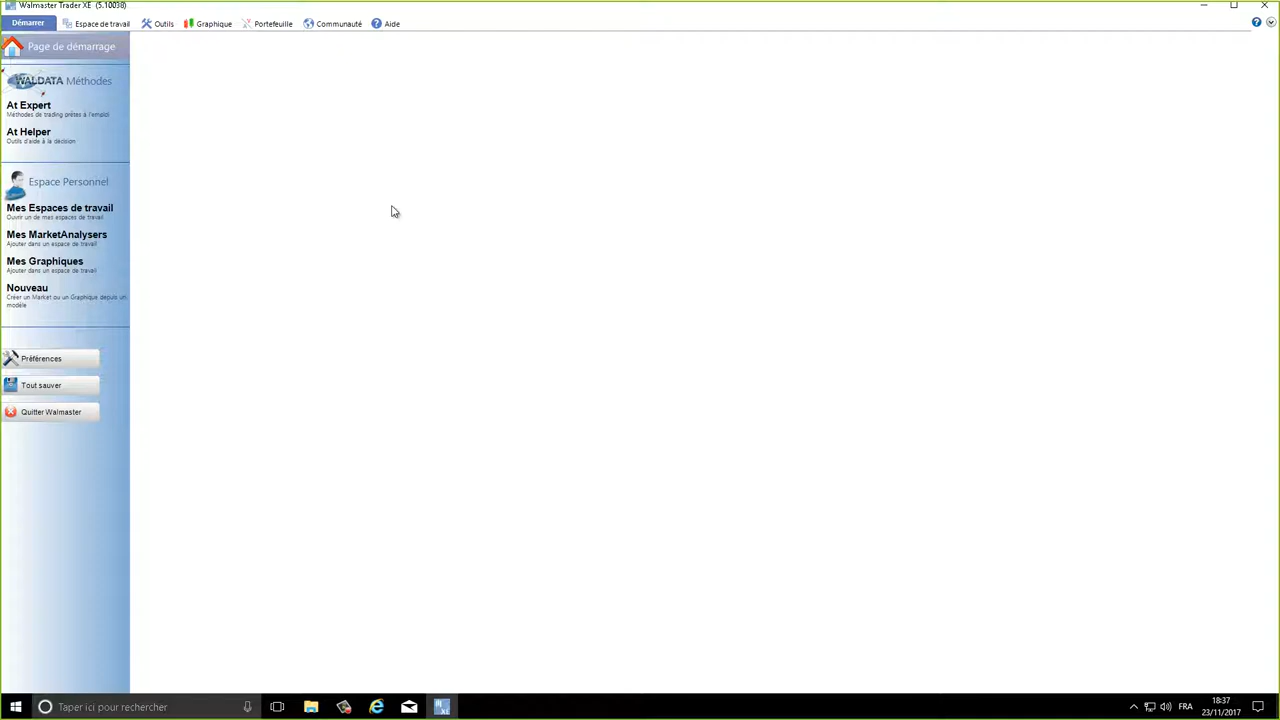 Walmaster Trader XE (5.10038)
Démarrer Espace de travail Outils Graphique Portefeuille Communauté Aide
Page de démarrage
WALDATA Méthodes
At Expert
Méthodes de trading prêtes à l'emploi
At Helper
Outils d'aide à la décision
Espace Personnel
Mes Espaces de travail
Ouvrir un de mes espaces de travail
Mes MarketAnalysers
Ajouter dans un espace de travail
Mes Graphiques
Ajouter dans un espace de travail
Nouveau
Créer un Market ou un Graphique depuis un
modèle
Préférences
Tout sauver
Quitter Walmaster
Taper ici pour rechercher
FRA
18:37
23/11/2017